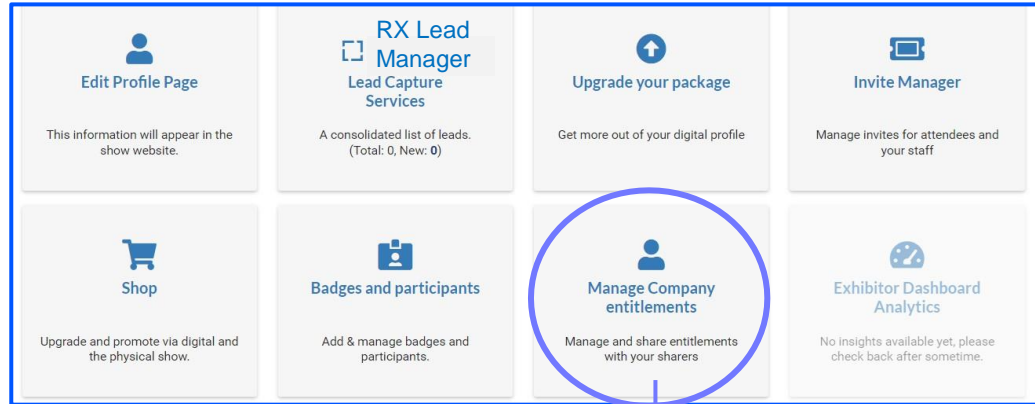 RX Lead
Manager
Edit Profile Page
This information will appear in the
show website.
Lead Capture
Services
A consolidated list of leads.
(Total: 0, New: 0)
Upgrade your package
Get more out of your digital profile
Invite Manager
Manage invites for attendees and
your staff
Shop
Upgrade and promote via digital and
the physical show.
Badges and participants
Add & manage badges and
participants.
Manage Company
entitlements
Manage and share entitlements
with your sharers
Exhibitor Dashboard
Analytics
No insights available yet, please
check back after sometime.